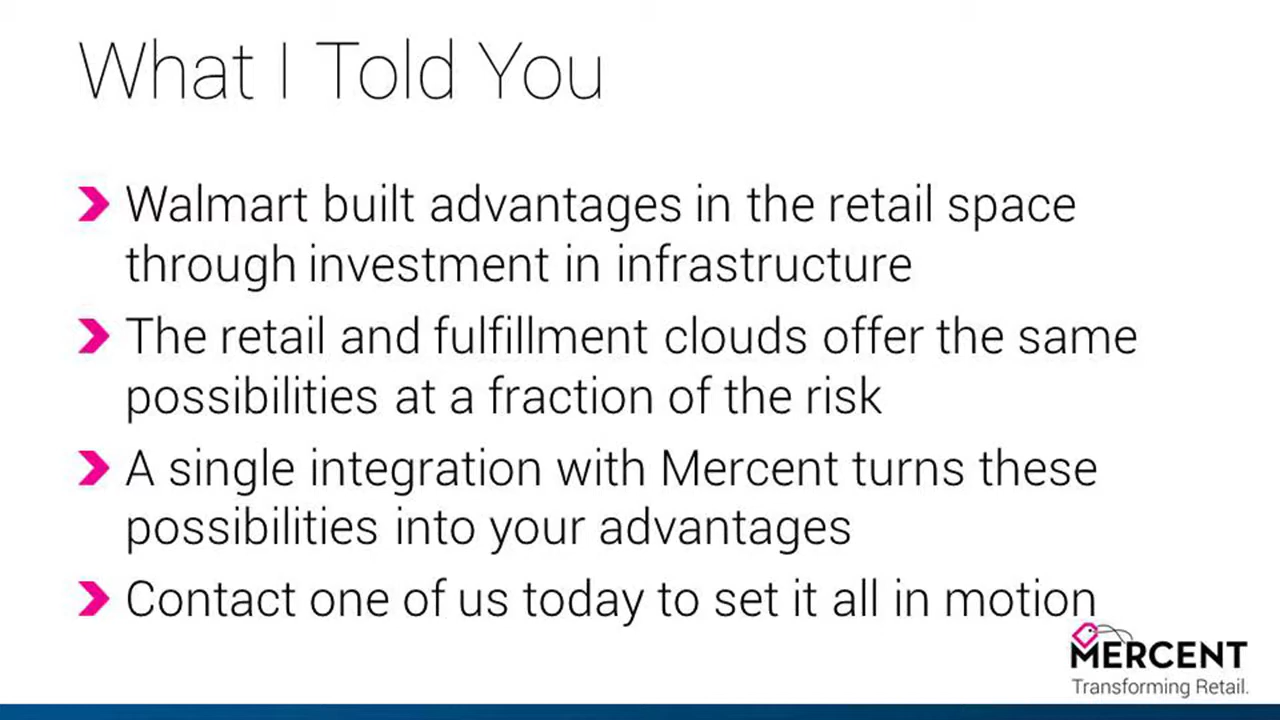 What I Told You
Walmart built advantages in the retail space
through investment in infrastructure
The retail and fulfillment clouds offer the same
possibilities at a fraction of the risk
A single integration with Mercent turns these
possibilities into your advantages
Contact one of us today to set it all in motion
MERCENT
Transforming Retail.